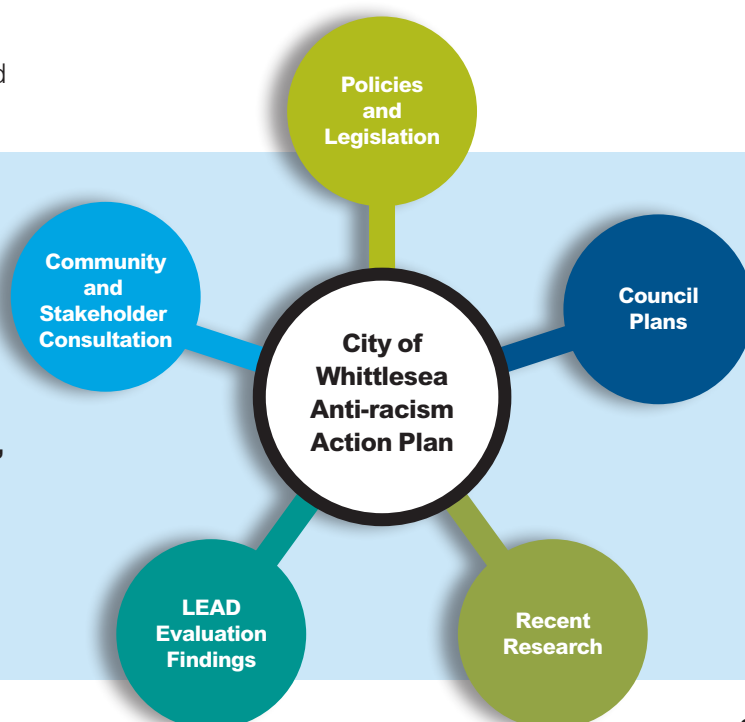 d
Policies
and
Legislation
Community
and
Stakeholder
Consultation
Council
Plans
City of
Whittlesea
Anti-racism
Action Plan
,
LEAD
Evaluation
Findings
Recent
Research